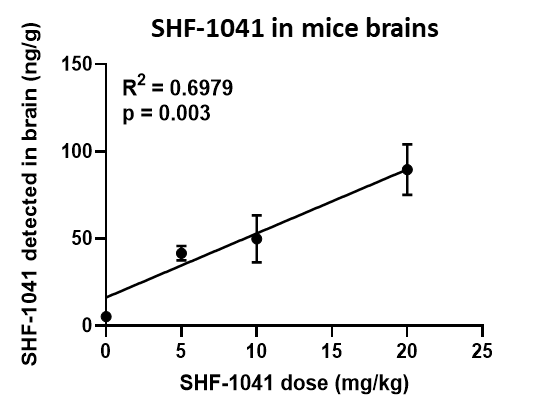 SHF-1041 in mice brains
SHF-1041 detected in brain (ng/g)
R² = 0.6979
p = 0.003
150
100
50
0
0 5 10 15 20 25
SHF-1041 dose (mg/kg)